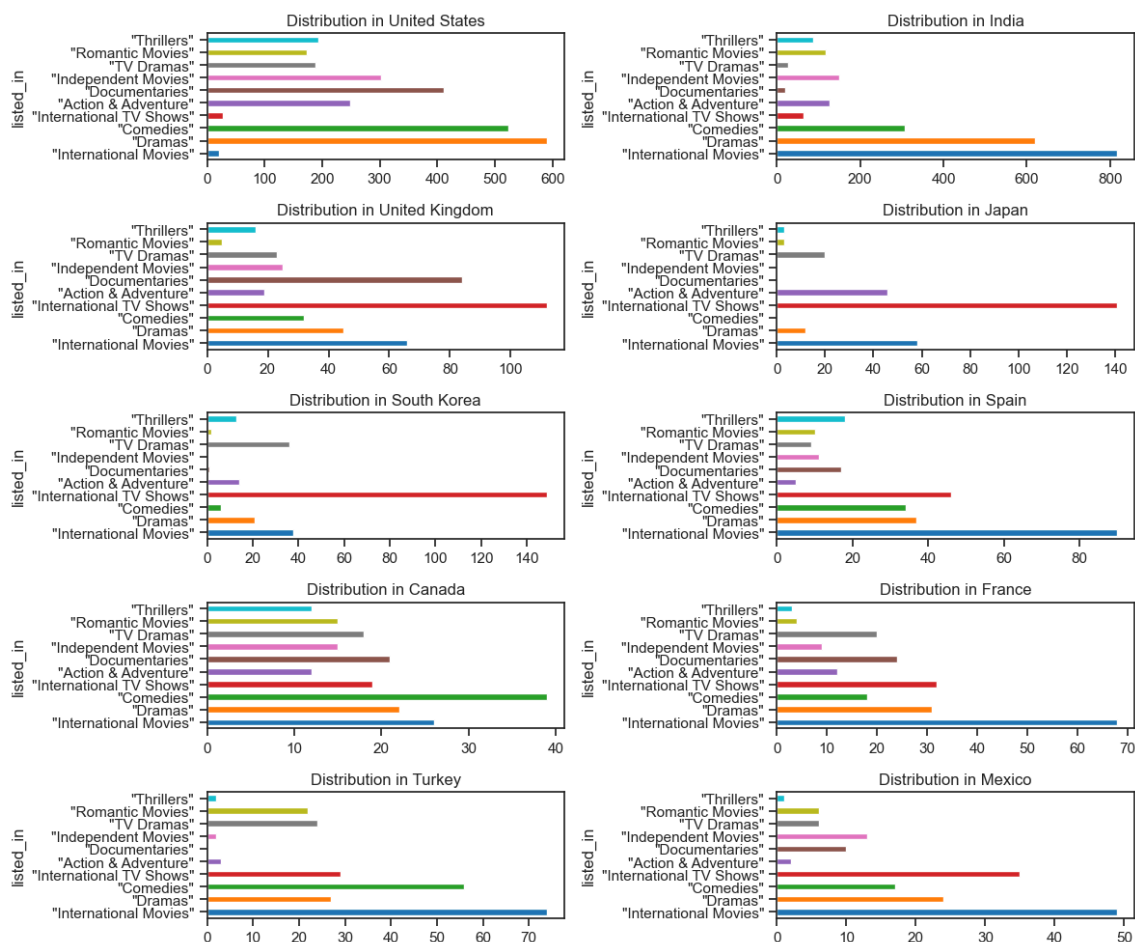 Distribution in United States
listed_in
"Thrillers"
"Romantic Movies"
"TV Dramas"
"Independent Movies"
"Documentaries"
"Action & Adventure"
"International TV Shows"
"Comedies"
"Dramas"
"International Movies"
0 100 200 300 400 500 600
Distribution in India
listed_in
"Thrillers"
"Romantic Movies"
"TV Dramas"
"Independent Movies"
"Documentaries"
"Action & Adventure"
"International TV Shows"
"Comedies"
"Dramas"
"International Movies"
0 200 400 600 800
Distribution in United Kingdom
listed_in
"Thrillers"
"Romantic Movies"
"TV Dramas"
"Independent Movies"
"Documentaries"
"Action & Adventure"
"International TV Shows"
"Comedies"
"Dramas"
"International Movies"
0 20 40 60 80 100
Distribution in Japan
listed_in
"Thrillers"
"Romantic Movies"
"TV Dramas"
"Independent Movies"
"Documentaries"
"Action & Adventure"
"International TV Shows"
"Comedies"
"Dramas"
"International Movies"
0 20 40 60 80 100 120 140
Distribution in South Korea
listed_in
"Thrillers"
"Romantic Movies"
"TV Dramas"
"Independent Movies"
"Documentaries"
"Action & Adventure"
"International TV Shows"
"Comedies"
"Dramas"
"International Movies"
0 20 40 60 80 100 120 140
Distribution in Spain
listed_in
"Thrillers"
"Romantic Movies"
"TV Dramas"
"Independent Movies"
"Documentaries"
"Action & Adventure"
"International TV Shows"
"Comedies"
"Dramas"
"International Movies"
0 20 40 60 80
Distribution in Canada
listed_in
"Thrillers"
"Romantic Movies"
"TV Dramas"
"Independent Movies"
"Documentaries"
"Action & Adventure"
"International TV Shows"
"Comedies"
"Dramas"
"International Movies"
0 10 20 30 40
Distribution in France
listed_in
"Thrillers"
"Romantic Movies"
"TV Dramas"
"Independent Movies"
"Documentaries"
"Action & Adventure"
"International TV Shows"
"Comedies"
"Dramas"
"International Movies"
0 10 20 30 40 50 60 70
Distribution in Turkey
listed_in
"Thrillers"
"Romantic Movies"
"TV Dramas"
"Independent Movies"
"Documentaries"
"Action & Adventure"
"International TV Shows"
"Comedies"
"Dramas"
"International Movies"
0 10 20 30 40 50 60 70
Distribution in Mexico
listed_in
"Thrillers"
"Romantic Movies"
"TV Dramas"
"Independent Movies"
"Documentaries"
"Action & Adventure"
"International TV Shows"
"Comedies"
"Dramas"
"International Movies"
0 10 20 30 40 50